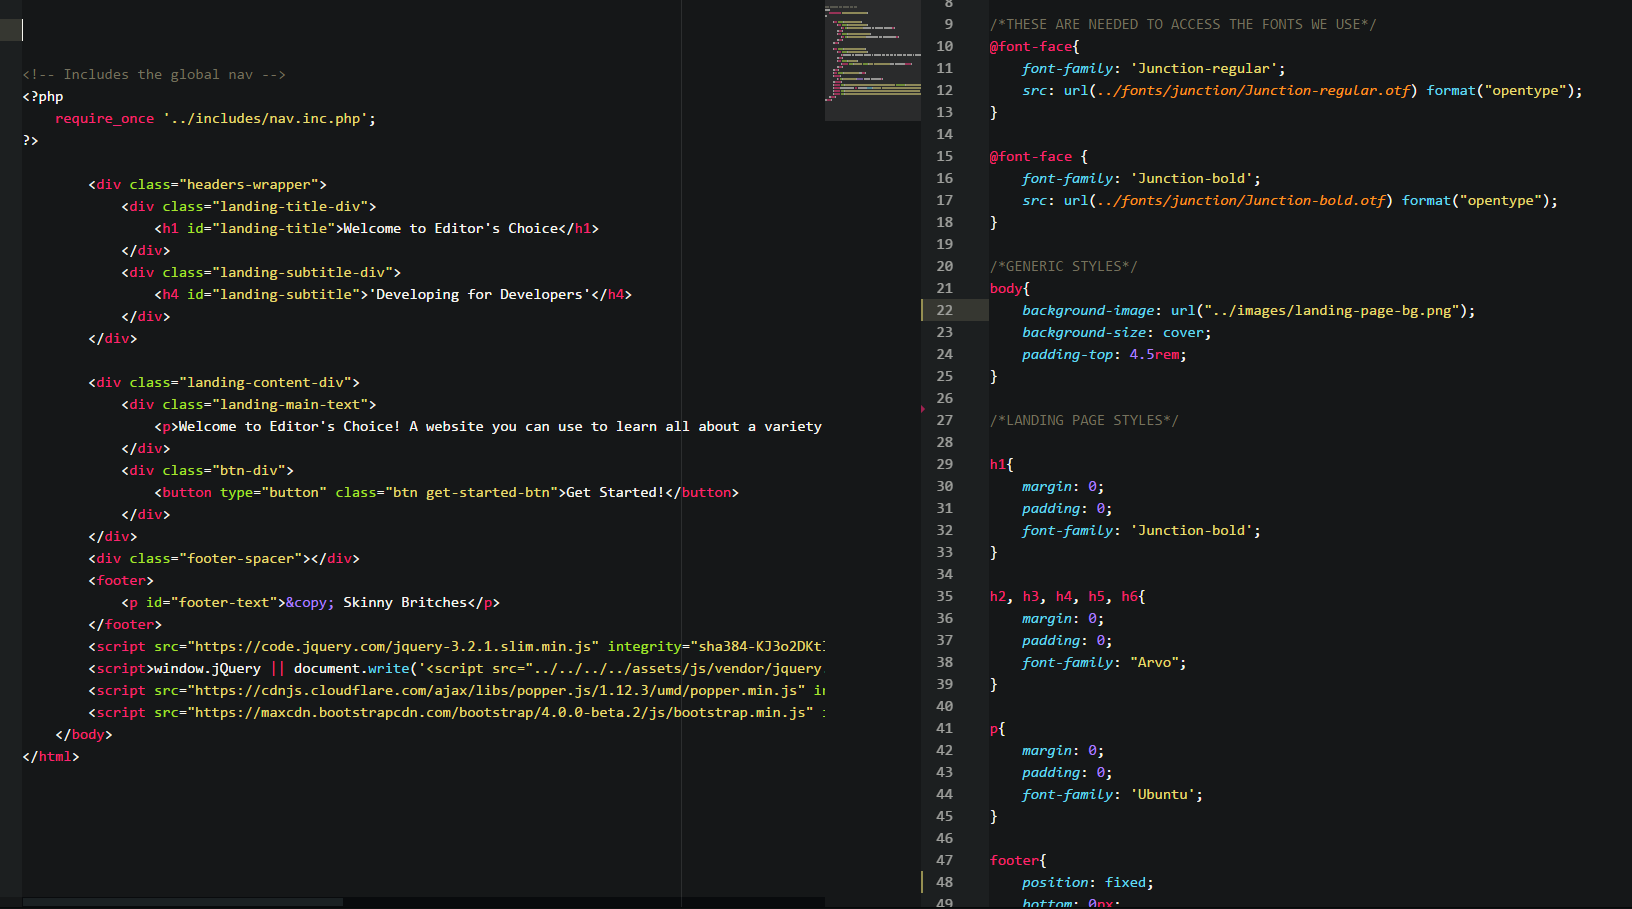 <!-- Includes the global nav -->
<?php
require_once '../includes/nav.inc.php';
?>
<div class="headers-wrapper">
<div class="landing-title-div">
<h1 id="landing-title">Welcome to Editor's Choice</h1>
</div>
<div class="landing-subtitle-div">
<h4 id="landing-subtitle">'Developing for Developers'</h4>
</div>
</div>
<div class="landing-content-div">
<div class="landing-main-text">
<p>Welcome to Editor's Choice! A website you can use to learn all about a variety
</div>
<div class="btn-div">
<button type="button" class="btn get-started-btn">Get Started!</button>
</div>
</div>
<div class="footer-spacer"></div>
<footer>
<p id="footer-text">&copy; Skinny Britches</p>
</footer>
<script src="https://code.jquery.com/jquery-3.2.1.slim.min.js" integrity="sha384-KJ3o2DKt
<script>window.jQuery || document.write('<script src="../../../../assets/js/vendor/jquery
<script src="https://cdnjs.cloudflare.com/ajax/libs/popper.js/1.12.3/umd/popper.min.js" in
<script src="https://maxcdn.bootstrapcdn.com/bootstrap/4.0.0-beta.2/js/bootstrap.min.js"
</body>
</html>
8
9 /*THESE ARE NEEDED TO ACCESS THE FONTS WE USE*/
10 @font-face{
11 font-family: 'Junction-regular';
12 src: url(../fonts/junction/Junction-regular.otf) format("opentype");
13 }
14
15 @font-face {
16 font-family: 'Junction-bold';
17 src: url(../fonts/junction/Junction-bold.otf) format("opentype");
18 }
19
20 /*GENERIC STYLES*/
21 body{
22 background-image: url("../images/landing-page-bg.png");
23 background-size: cover;
24 padding-top: 4.5rem;
25 }
26
27 /*LANDING PAGE STYLES*/
28
29 h1{
30 margin: 0;
31 padding: 0;
32 font-family: 'Junction-bold';
33 }
34
35 h2, h3, h4, h5, h6{
36 margin: 0;
37 padding: 0;
38 font-family: "Arvo";
39 }
40
41 p{
42 margin: 0;
43 padding: 0;
44 font-family: 'Ubuntu';
45 }
46
47 footer{
48 position: fixed;
49 bottom: 0px;